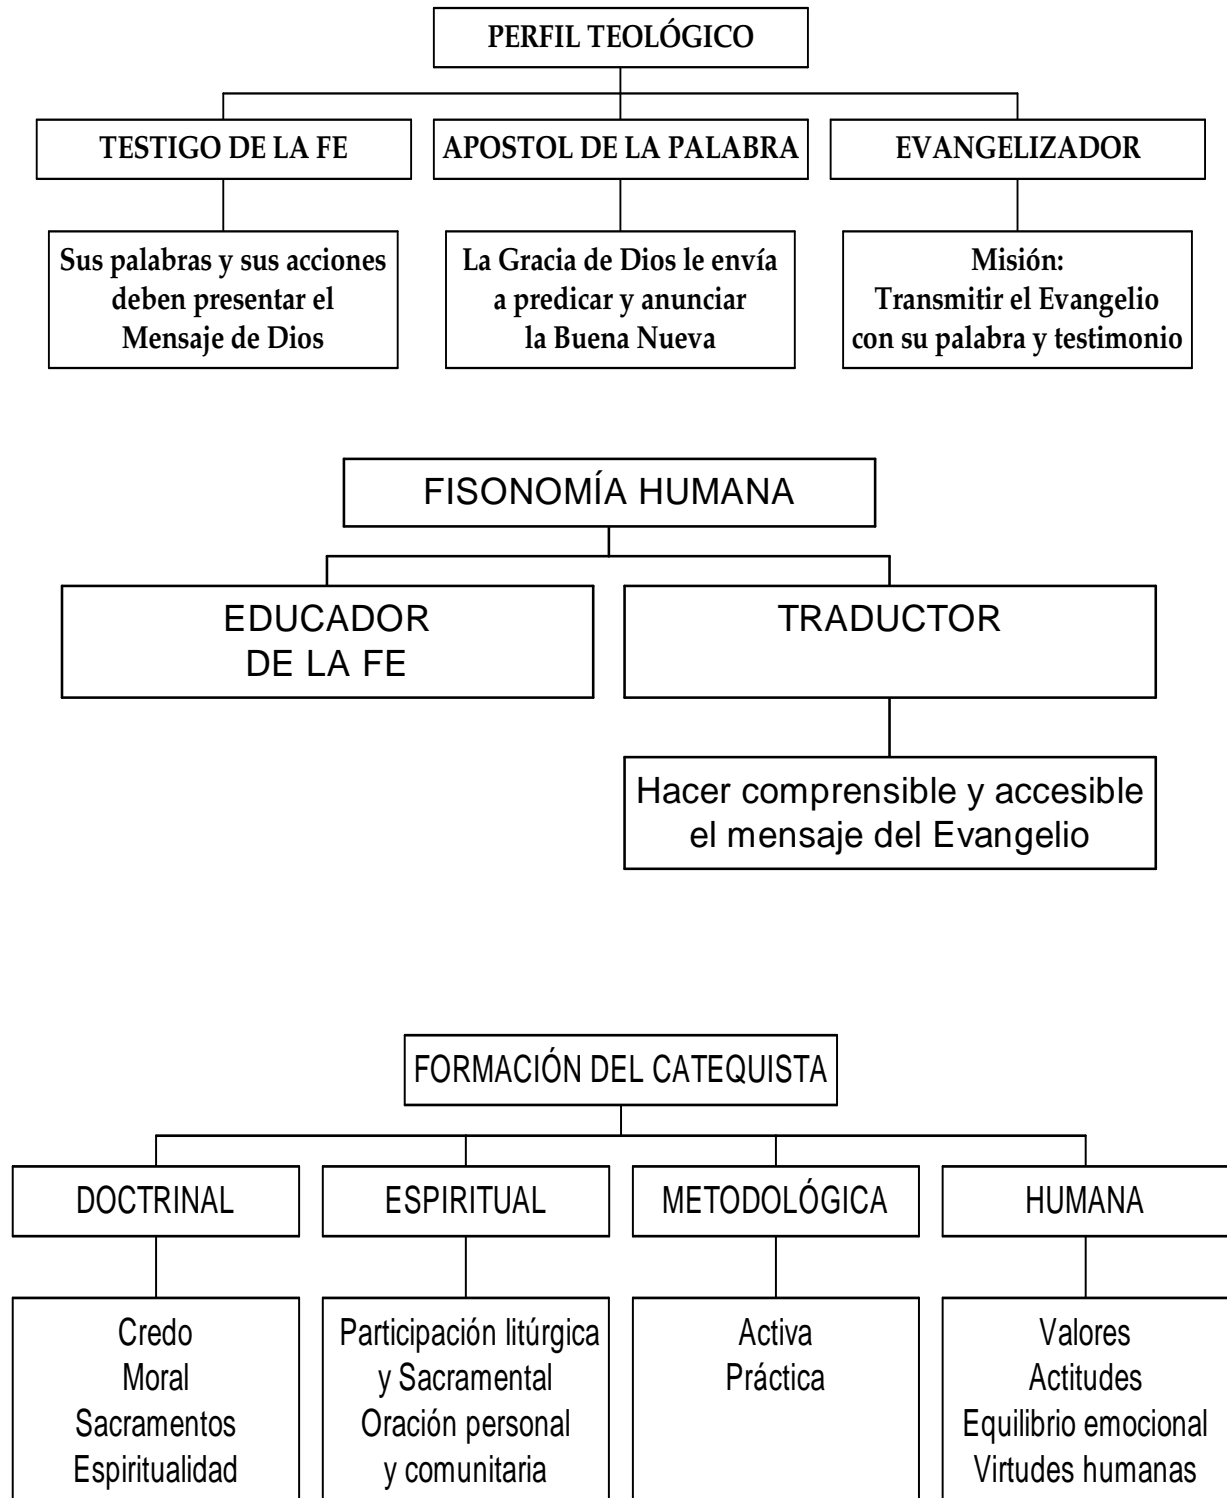 PERFIL TEOLÓGICO
TESTIGO DE LA FE
APOSTOL DE LA PALABRA
EVANGELIZADOR
Sus palabras y sus acciones
deben presentar el
Mensaje de Dios
La Gracia de Dios le envía
a predicar y anunciar
la Buena Nueva
Misión:
Transmitir el Evangelio
con su palabra y testimonio
FISONOMÍA HUMANA
EDUCADOR
DE LA FE
TRADUCTOR
Hacer comprensible y accesible
el mensaje del Evangelio
FORMACIÓN DEL CATEQUISTA
DOCTRINAL
ESPIRITUAL
METODOLÓGICA
HUMANA
Credo
Moral
Sacramentos
Espiritualidad
Participación litúrgica
y Sacramental
Oración personal
y comunitaria
Activa
Práctica
Valores
Actitudes
Equilibrio emocional
Virtudes humanas